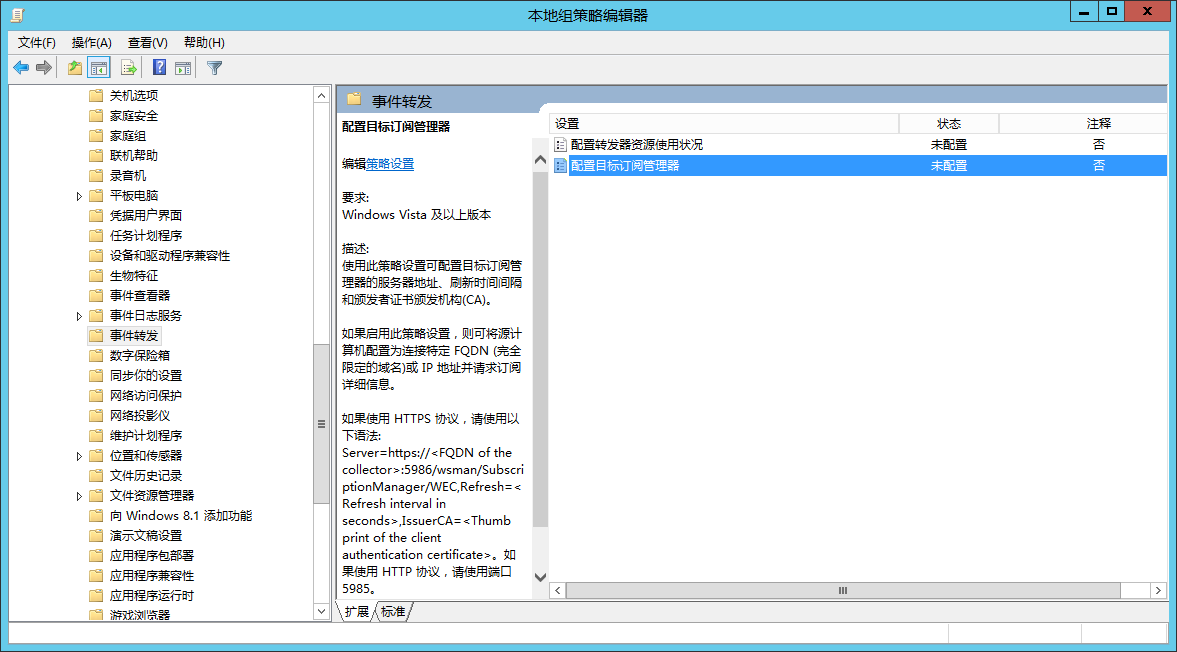 本地组策略编辑器
文件(F) 操作(A) 查看(V) 帮助(H)
关机选项
家庭安全
家庭组
联机帮助
录音机
平板电脑
凭据用户界面
任务计划程序
设备和驱动程序兼容性
生物特征
事件查看器
事件日志服务
事件转发
数字保险箱
同步你的设置
网络访问保护
网络投影仪
维护计划程序
位置和传感器
文件历史记录
文件资源管理器
向 Windows 8.1 添加功能
演示文稿设置
应用程序包部署
应用程序兼容性
应用程序运行时
游戏浏览器
事件转发
配置目标订阅管理器
编辑策略设置
要求:
Windows Vista 及以上版本
描述:
使用此策略设置可配置目标订阅管
理器的服务器地址、刷新时间间隔
和颁发者证书颁发机构(CA)。
如果启用此策略设置，则可将源计
算机配置为连接特定 FQDN (完全
限定的域名)或 IP 地址并请求订阅
详细信息。
如果使用 HTTPS 协议，请使用以
下语法:
Server=https://<FQDN of the
collector>:5986/wsman/Subscri
ptionManager/WEC,Refresh=<
Refresh interval in
seconds>,IssuerCA=<Thumb
print of the client
authentication certificate>。如
果使用 HTTP 协议，请使用端口
5985。
设置 状态 注释
配置转发器资源使用状况 未配置 否
配置目标订阅管理器 未配置 否
扩展 标准